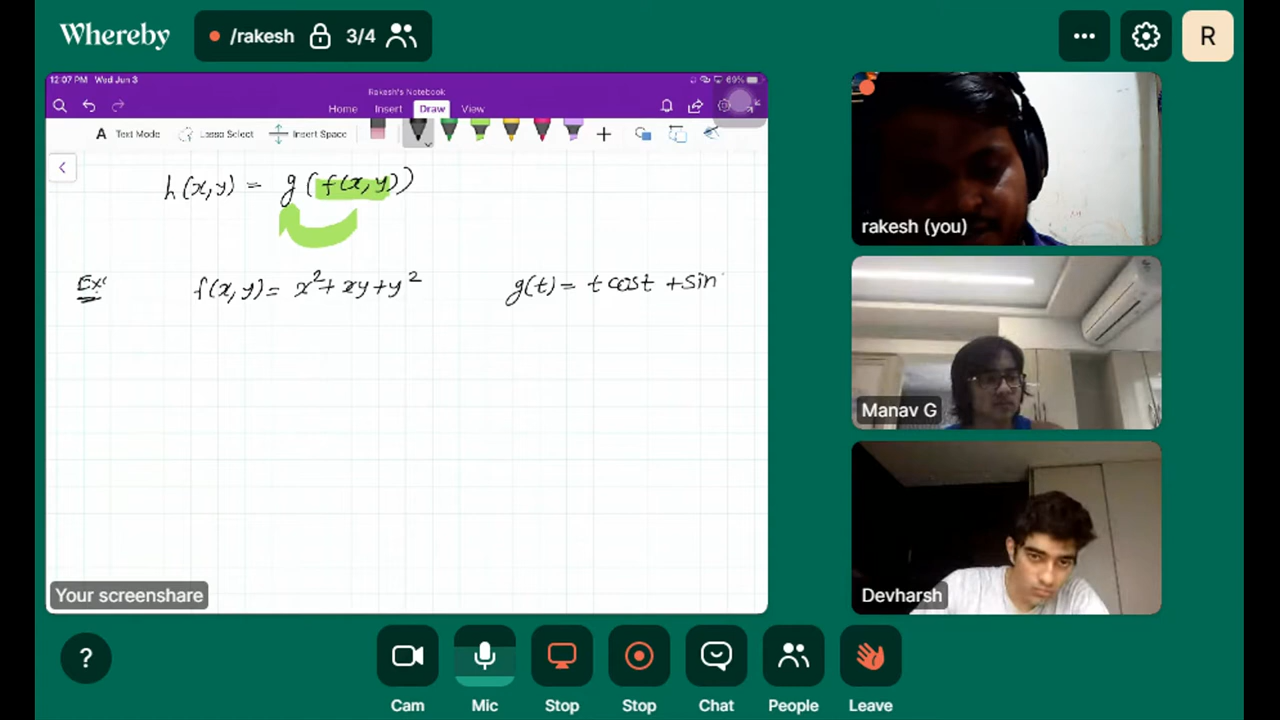 Whereby
/rakesh 3/4
R
12:07 PM Wed Jun 3
69%
Rakesh's Notebook
Home Insert Draw View
A Text Mode Lasso Select Insert Space
h(x,y) = g(f(x,y))
Ex:
f(x,y) = x²+xy+y²
g(t) = t cost + sin
Your screenshare
rakesh (you)
Manav G
Devharsh
?
Cam Mic Stop Stop Chat People Leave